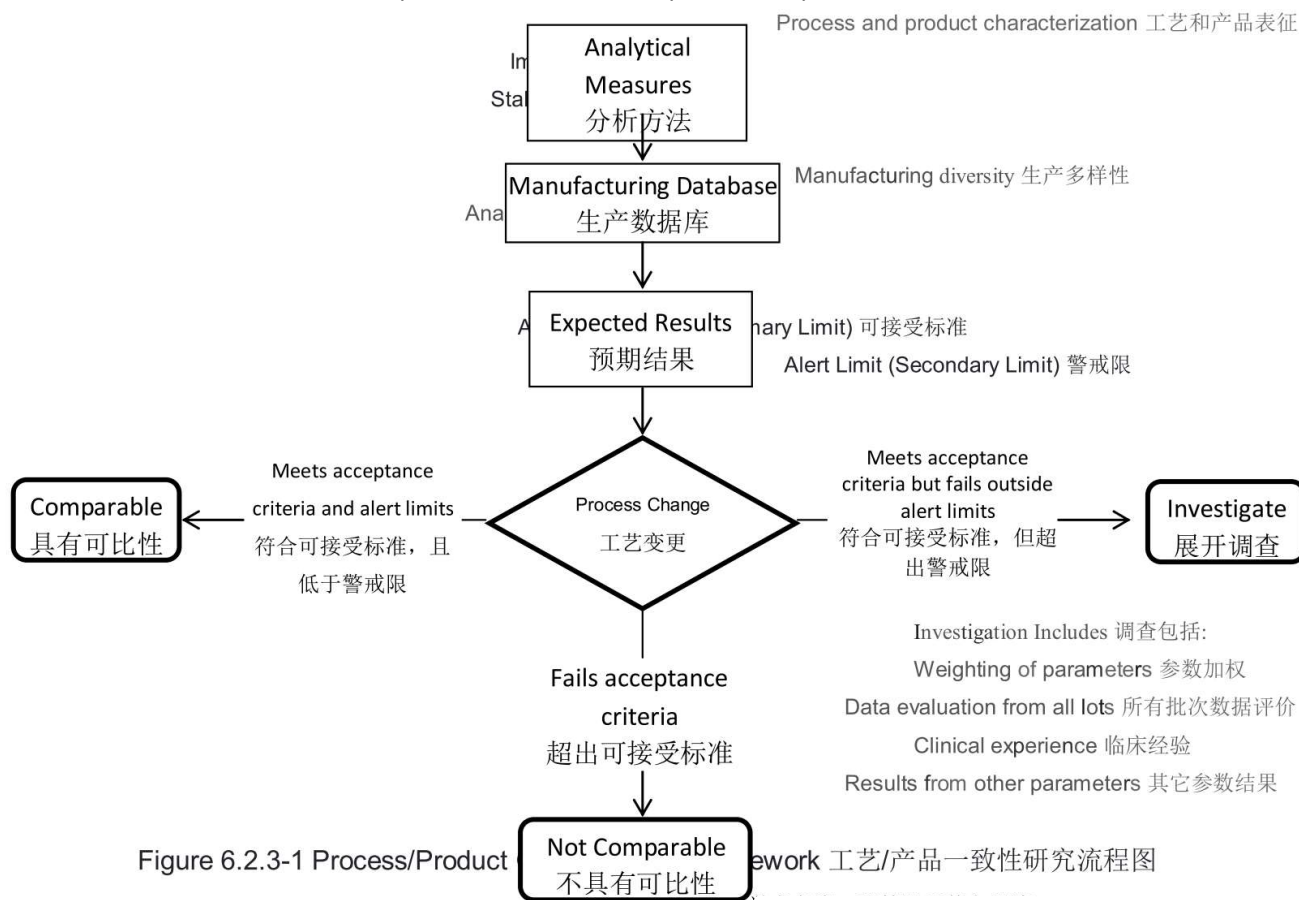 Process and product characterization 工艺和产品表征
Analytical
Measures
分析方法
Manufacturing Database
生产数据库
Manufacturing diversity 生产多样性
Expected Results
预期结果
Limit) 可接受标准
Alert Limit (Secondary Limit) 警戒限
Process Change
工艺变更
Meets acceptance
criteria and alert limits
符合可接受标准，且
低于警戒限
Comparable
具有可比性
Meets acceptance
criteria but fails outside
alert limits
符合可接受标准，但超
出警戒限
Investigate
展开调查
Investigation Includes 调查包括:
Weighting of parameters 参数加权
Data evaluation from all lots 所有批次数据评价
Clinical experience 临床经验
Results from other parameters 其它参数结果
Fails acceptance
criteria
超出可接受标准
Not Comparable
不具有可比性
Figure 6.2.3-1 Process/Product 工艺/产品一致性研究流程图